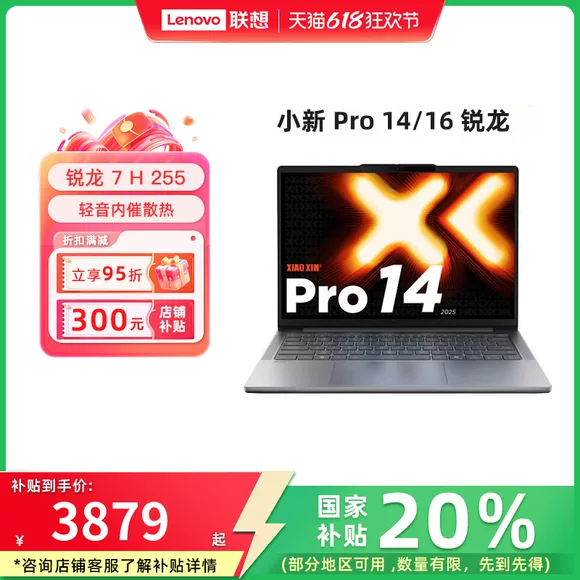 Lenovo 联想 天猫618狂欢节
小新 Pro 14/16 锐龙
锐龙 7 H 255
轻音内催散热
折扣满减
立享95折
300元 店铺补贴
XIAO XIN
Pro 14
2025
补贴到手价:
¥ 3879 起
*咨询店铺客服了解补贴详情
国家补贴 20%
(部分地区可用,数量有限,先到先得)